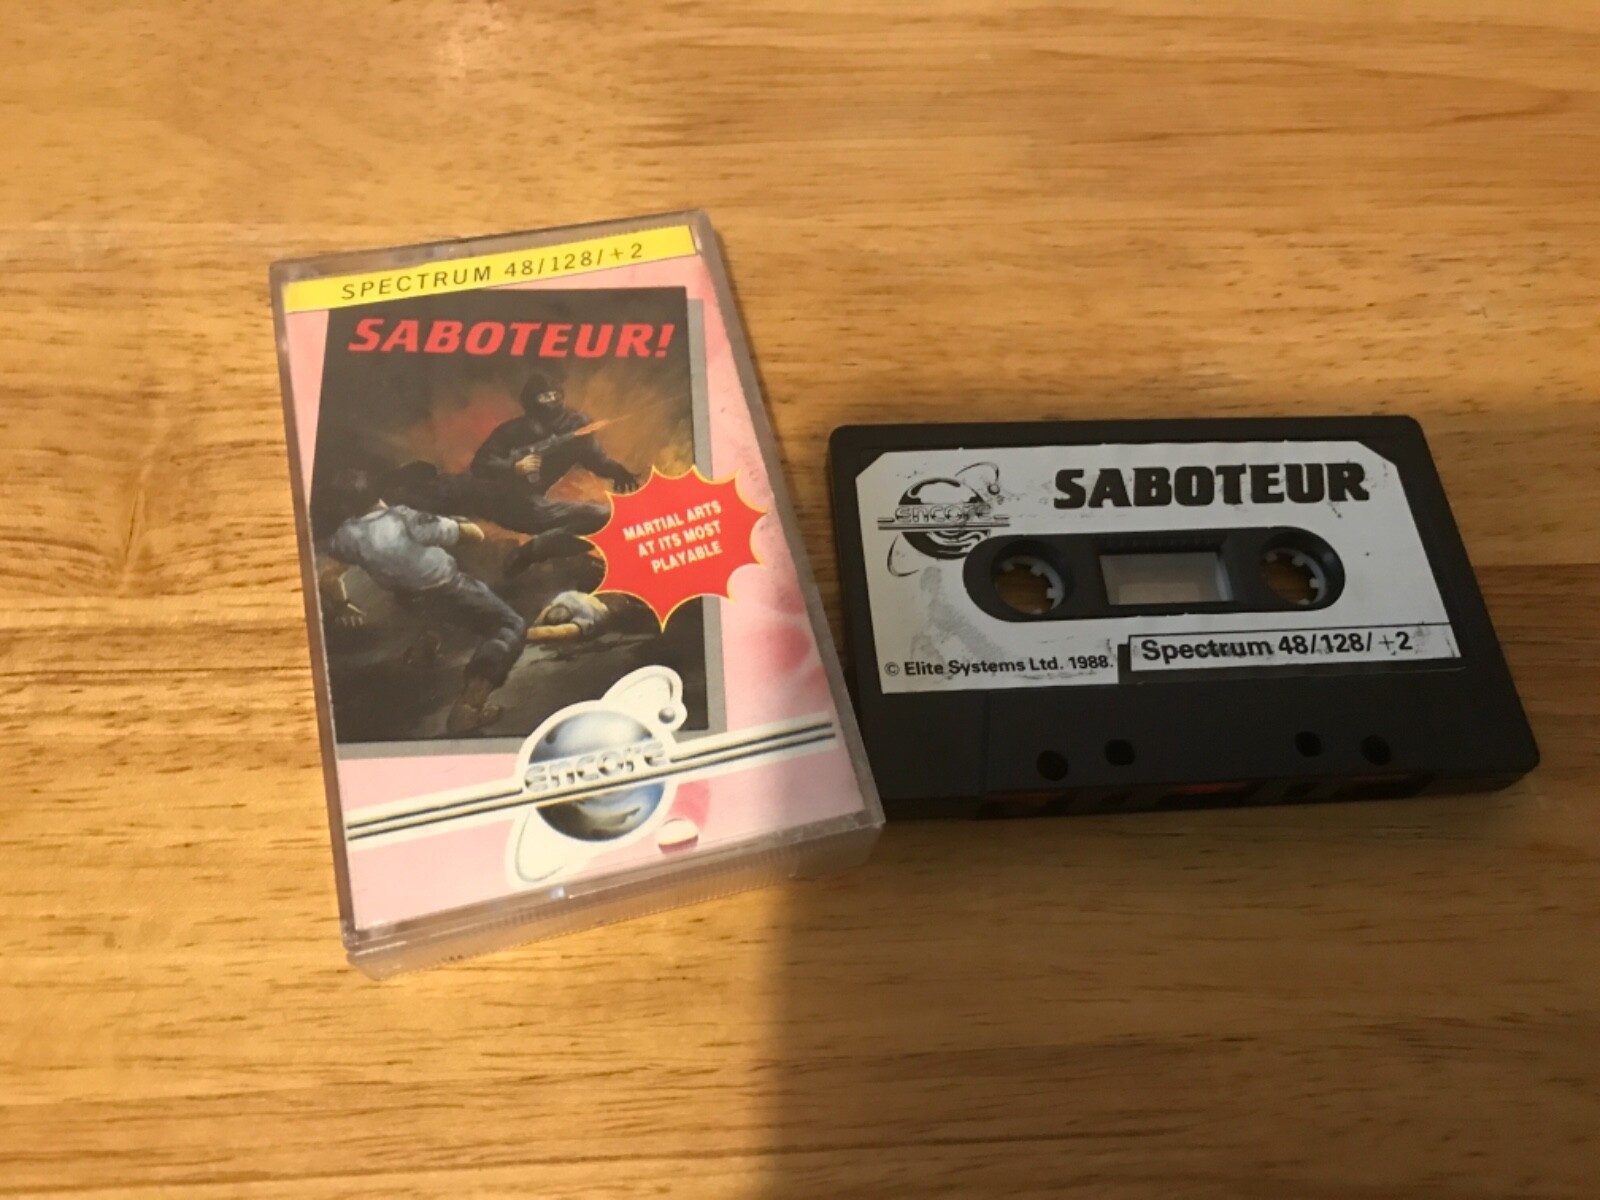 SPECTRUM 48/128/+2
SABOTEUR!
MARTIAL ARTS
AT ITS MOST
PLAYABLE
encore
encore
SABOTEUR
© Elite Systems Ltd. 1988.
Spectrum 48/128/+2